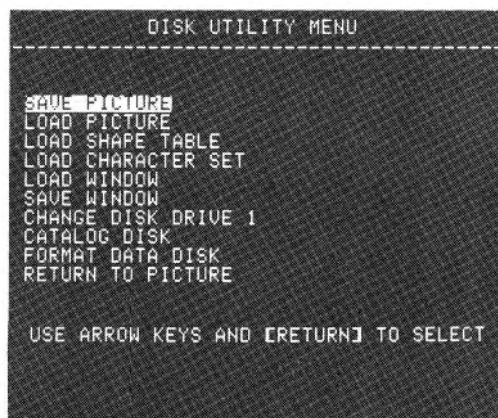 DISK UTILITY MENU
SAVE PICTURE
LOAD PICTURE
LOAD SHAPE TABLE
LOAD CHARACTER SET
LOAD WINDOW
SAVE WINDOW
CHANGE DISK DRIVE 1
CATALOG DISK
FORMAT DATA DISK
RETURN TO PICTURE
USE ARROW KEYS AND [RETURN] TO SELECT